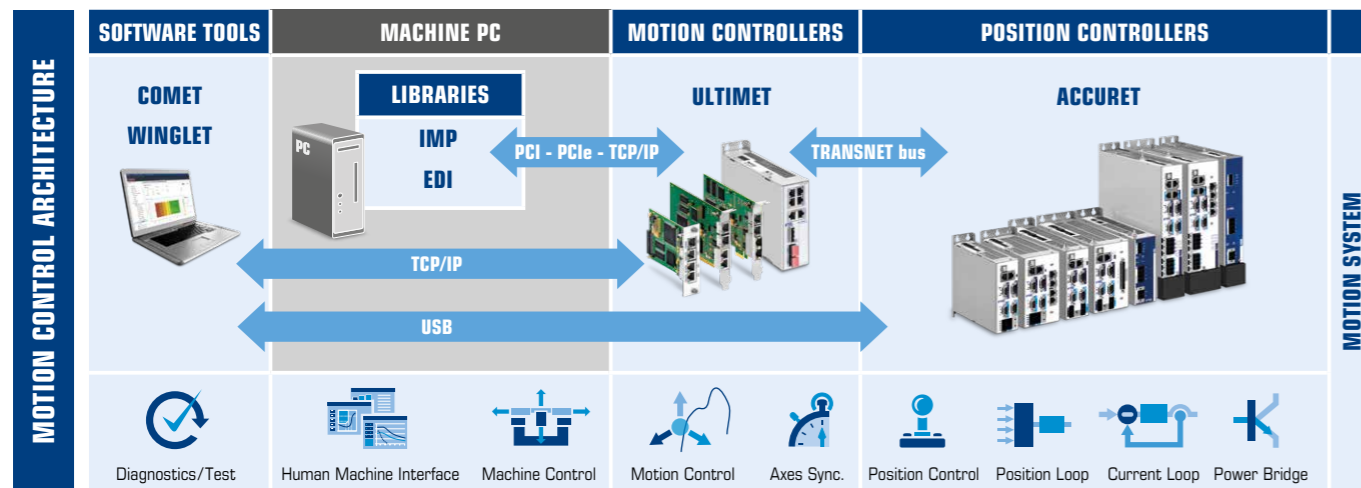 MOTION CONTROL ARCHITECTURE
SOFTWARE TOOLS
MACHINE PC
MOTION CONTROLLERS
POSITION CONTROLLERS
COMET
WINGLET
PC
LIBRARIES
IMP
EDI
PCI - PCIe - TCP/IP
ULTIMET
TRANSNET bus
ACCURET
TCP/IP
USB
MOTION SYSTEM
Diagnostics/Test
Human Machine Interface
Machine Control
Motion Control
Axes Sync.
Position Control
Position Loop
Current Loop
Power Bridge